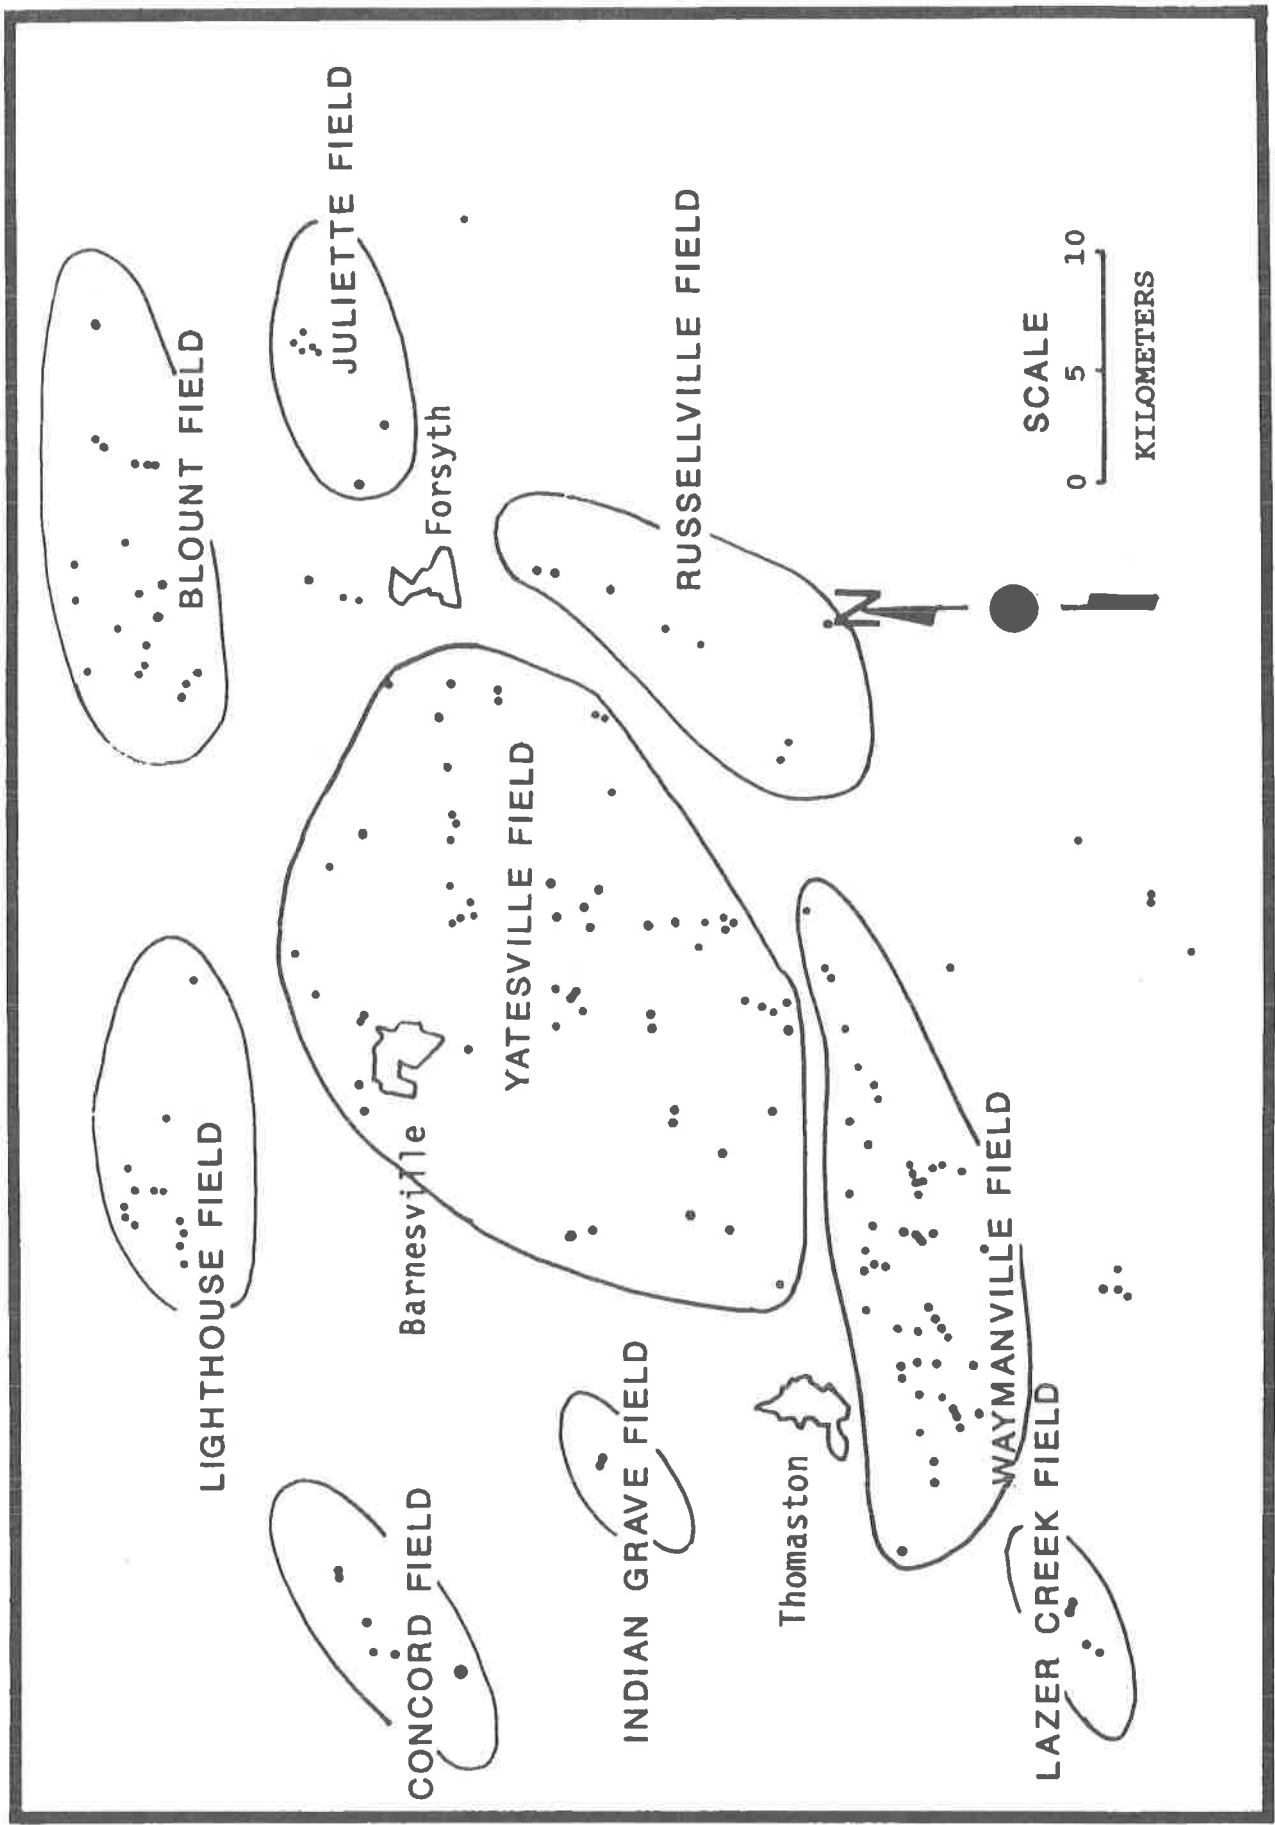 BLOUNT FIELD
JULIETTE FIELD
LIGHTHOUSE FIELD
Forsyth
CONCORD FIELD
Barnesville
YATESVILLE FIELD
RUSSELLVILLE FIELD
INDIAN GRAVE FIELD
Thomaston
N
WAYMANVILLE FIELD
LAZER CREEK FIELD
SCALE
0 5 10
KILOMETERS